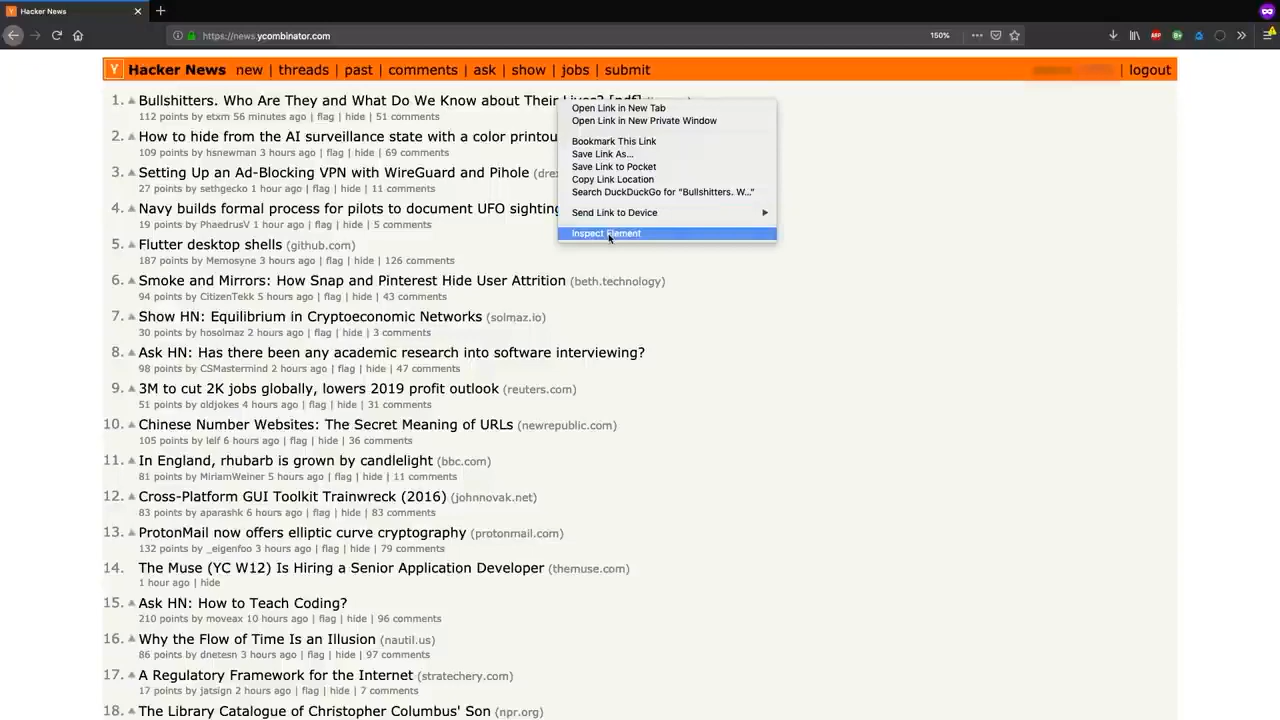 Hacker News
https://news.ycombinator.com
150%
Hacker News new | threads | past | comments | ask | show | jobs | submit
| logout
1. Bullshitters. Who Are They and What Do We Know about Their Lives? [pdf]
112 points by etxm 56 minutes ago | flag | hide | 51 comments
2. How to hide from the AI surveillance state with a color printou
109 points by hsnewman 3 hours ago | flag | hide | 69 comments
3. Setting Up an Ad-Blocking VPN with WireGuard and Pihole (dre
27 points by sethgecko 1 hour ago | flag | hide | 11 comments
4. Navy builds formal process for pilots to document UFO sighting
19 points by PhaedrusV 1 hour ago | flag | hide | 5 comments
5. Flutter desktop shells (github.com)
187 points by Memosyne 3 hours ago | flag | hide | 126 comments
6. Smoke and Mirrors: How Snap and Pinterest Hide User Attrition (beth.technology)
94 points by CitizenTekk 5 hours ago | flag | hide | 43 comments
7. Show HN: Equilibrium in Cryptoeconomic Networks (solmaz.io)
30 points by hosolmaz 2 hours ago | flag | hide | 3 comments
8. Ask HN: Has there been any academic research into software interviewing?
98 points by CSMastermind 2 hours ago | flag | hide | 47 comments
9. 3M to cut 2K jobs globally, lowers 2019 profit outlook (reuters.com)
51 points by oldjokes 4 hours ago | flag | hide | 31 comments
10. Chinese Number Websites: The Secret Meaning of URLs (newrepublic.com)
105 points by lelf 6 hours ago | flag | hide | 36 comments
11. In England, rhubarb is grown by candlelight (bbc.com)
81 points by MiriamWeiner 5 hours ago | flag | hide | 11 comments
12. Cross-Platform GUI Toolkit Trainwreck (2016) (johnnovak.net)
83 points by aparashk 6 hours ago | flag | hide | 83 comments
13. ProtonMail now offers elliptic curve cryptography (protonmail.com)
132 points by _eigenfoo 3 hours ago | flag | hide | 79 comments
14. The Muse (YC W12) Is Hiring a Senior Application Developer (themuse.com)
1 hour ago | hide
15. Ask HN: How to Teach Coding?
210 points by moveax 10 hours ago | flag | hide | 96 comments
16. Why the Flow of Time Is an Illusion (nautil.us)
86 points by dnetesn 3 hours ago | flag | hide | 97 comments
17. A Regulatory Framework for the Internet (stratechery.com)
17 points by jatsign 2 hours ago | flag | hide | 7 comments
18. The Library Catalogue of Christopher Columbus' Son (npr.org)
Open Link in New Tab
Open Link in New Private Window
Bookmark This Link
Save Link As...
Save Link to Pocket
Copy Link Location
Search DuckDuckGo for "Bullshitters. W..."
Send Link to Device
Inspect Element